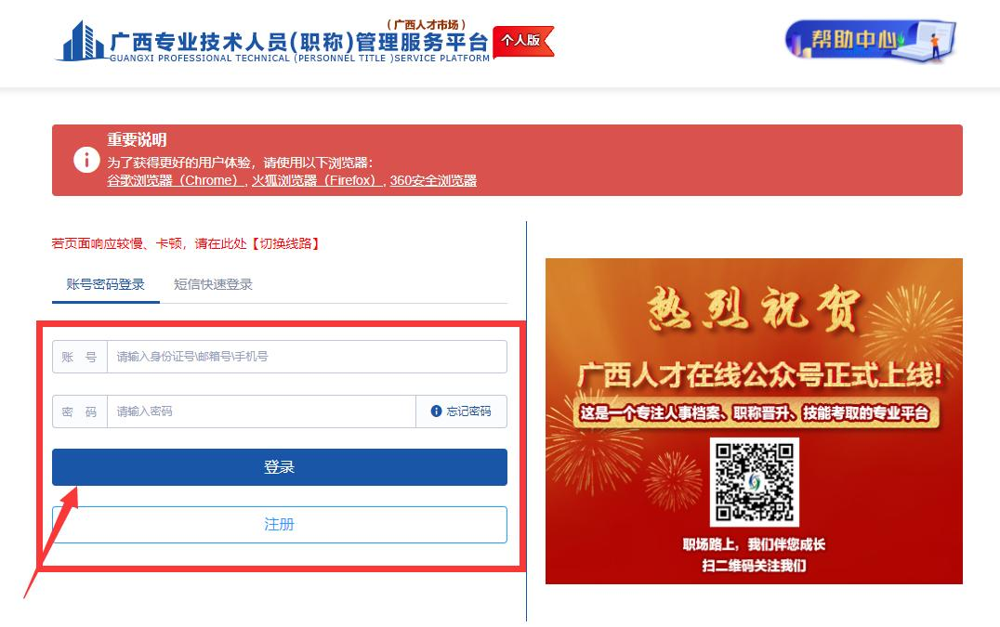 (广西人才市场)
广西专业技术人员(职称)管理服务平台
GUANGXI PROFESSIONAL TECHNICAL (PERSONNEL TITLE )SERVICE PLATFORM
个人版
帮助中心
重要说明
为了获得更好的用户体验，请使用以下浏览器：
谷歌浏览器（Chrome）, 火狐浏览器（Firefox）, 360安全浏览器
若页面响应较慢、卡顿，请在此处【切换线路】
账号密码登录 短信快速登录
账 号 请输入身份证号\邮箱号\手机号
密 码 请输入密码 忘记密码
登录
注册
热烈祝贺
广西人才在线公众号正式上线!
这是一个专注人事档案、职称晋升、技能考取的专业平台
职场路上，我们伴您成长
扫二维码关注我们